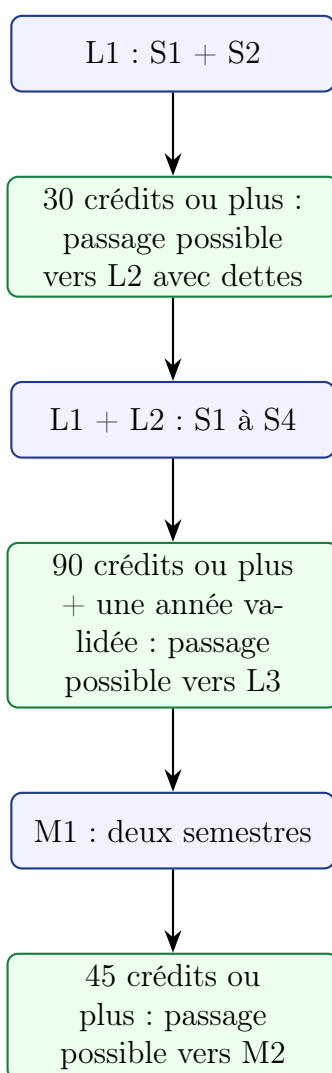 L1 : S1 + S2
30 crédits ou plus :
passage possible
vers L2 avec dettes
L1 + L2 : S1 à S4
90 crédits ou plus
+ une année va-
lidée : passage
possible vers L3
M1 : deux semestres
45 crédits ou
plus : passage
possible vers M2